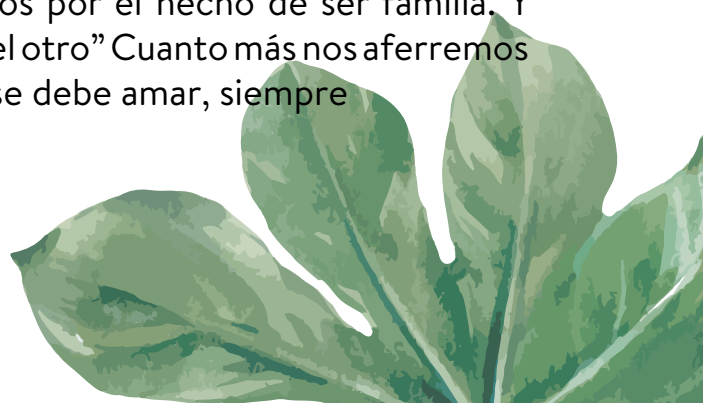 os por el hecho de ser familia. Y
el otro” Cuanto más nos aferremos
se debe amar, siempre